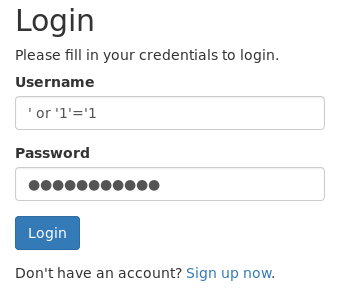 Login
Please fill in your credentials to login.
Username
' or '1'='1
Password
●●●●●●●●●●●
Login
Don't have an account? Sign up now.